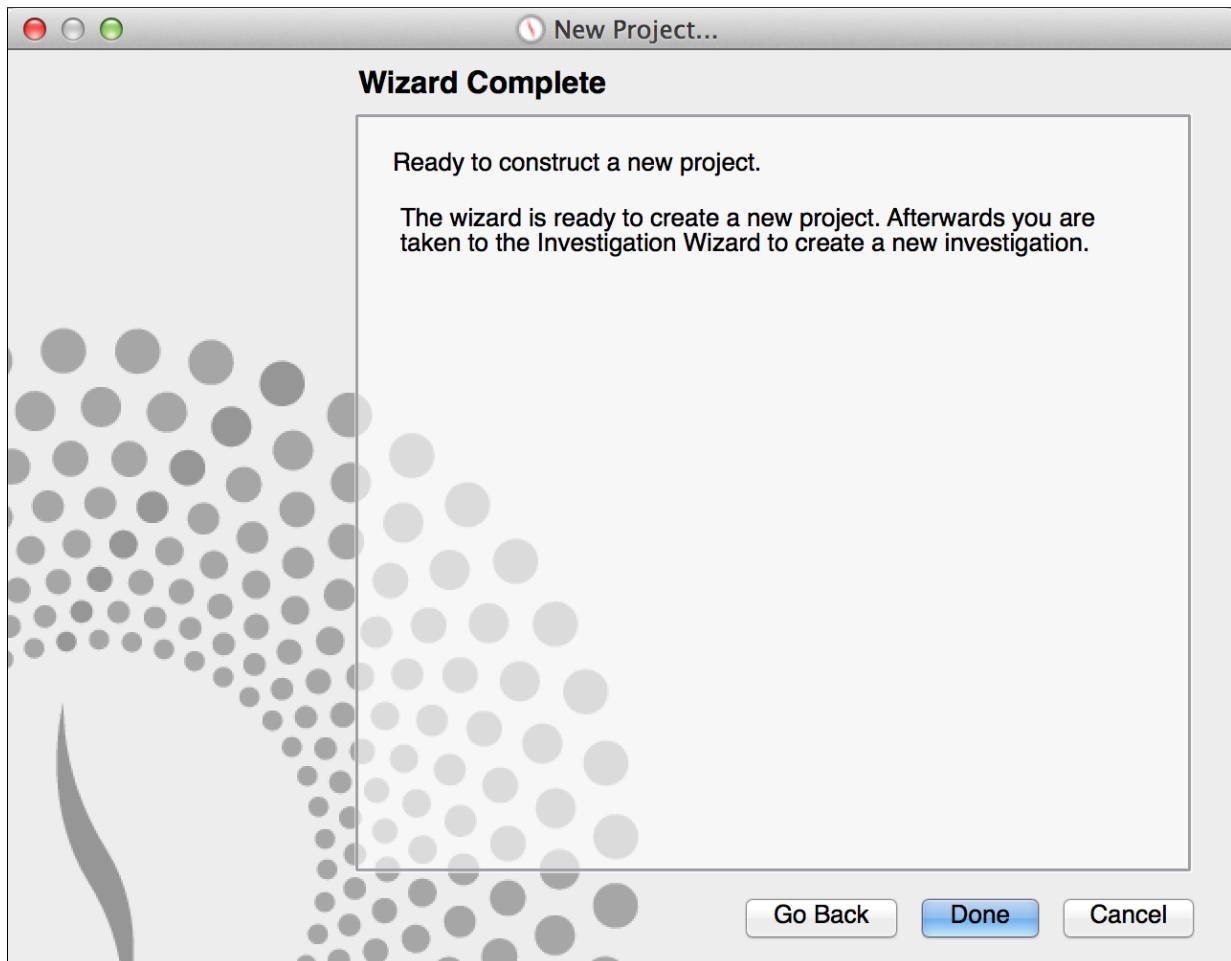 New Project...
Wizard Complete
Ready to construct a new project.
The wizard is ready to create a new project. Afterwards you are
taken to the Investigation Wizard to create a new investigation.
Go Back
Done
Cancel